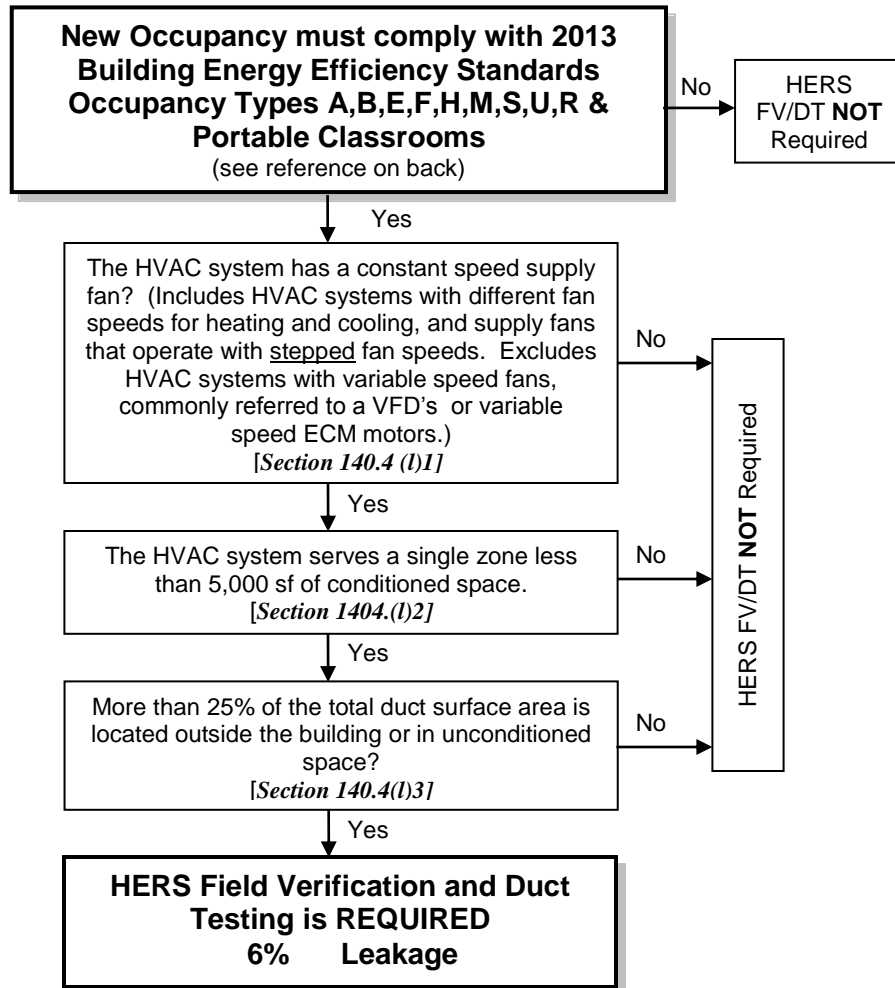 New Occupancy must comply with 2013
Building Energy Efficiency Standards
Occupancy Types A,B,E,F,H,M,S,U,R &
Portable Classrooms
(see reference on back)
No
HERS
FV/DT NOT
Required
Yes
The HVAC system has a constant speed supply
fan? (Includes HVAC systems with different fan
speeds for heating and cooling, and supply fans
that operate with stepped fan speeds. Excludes
HVAC systems with variable speed fans,
commonly referred to a VFD's or variable
speed ECM motors.)
[Section 140.4 (l)1]
No
HERS FV/DT NOT Required
Yes
The HVAC system serves a single zone less
than 5,000 sf of conditioned space.
[Section 1404.(l)2]
No
Yes
More than 25% of the total duct surface area is
located outside the building or in unconditioned
space?
[Section 140.4(l)3]
No
Yes
HERS Field Verification and Duct
Testing is REQUIRED
6% Leakage